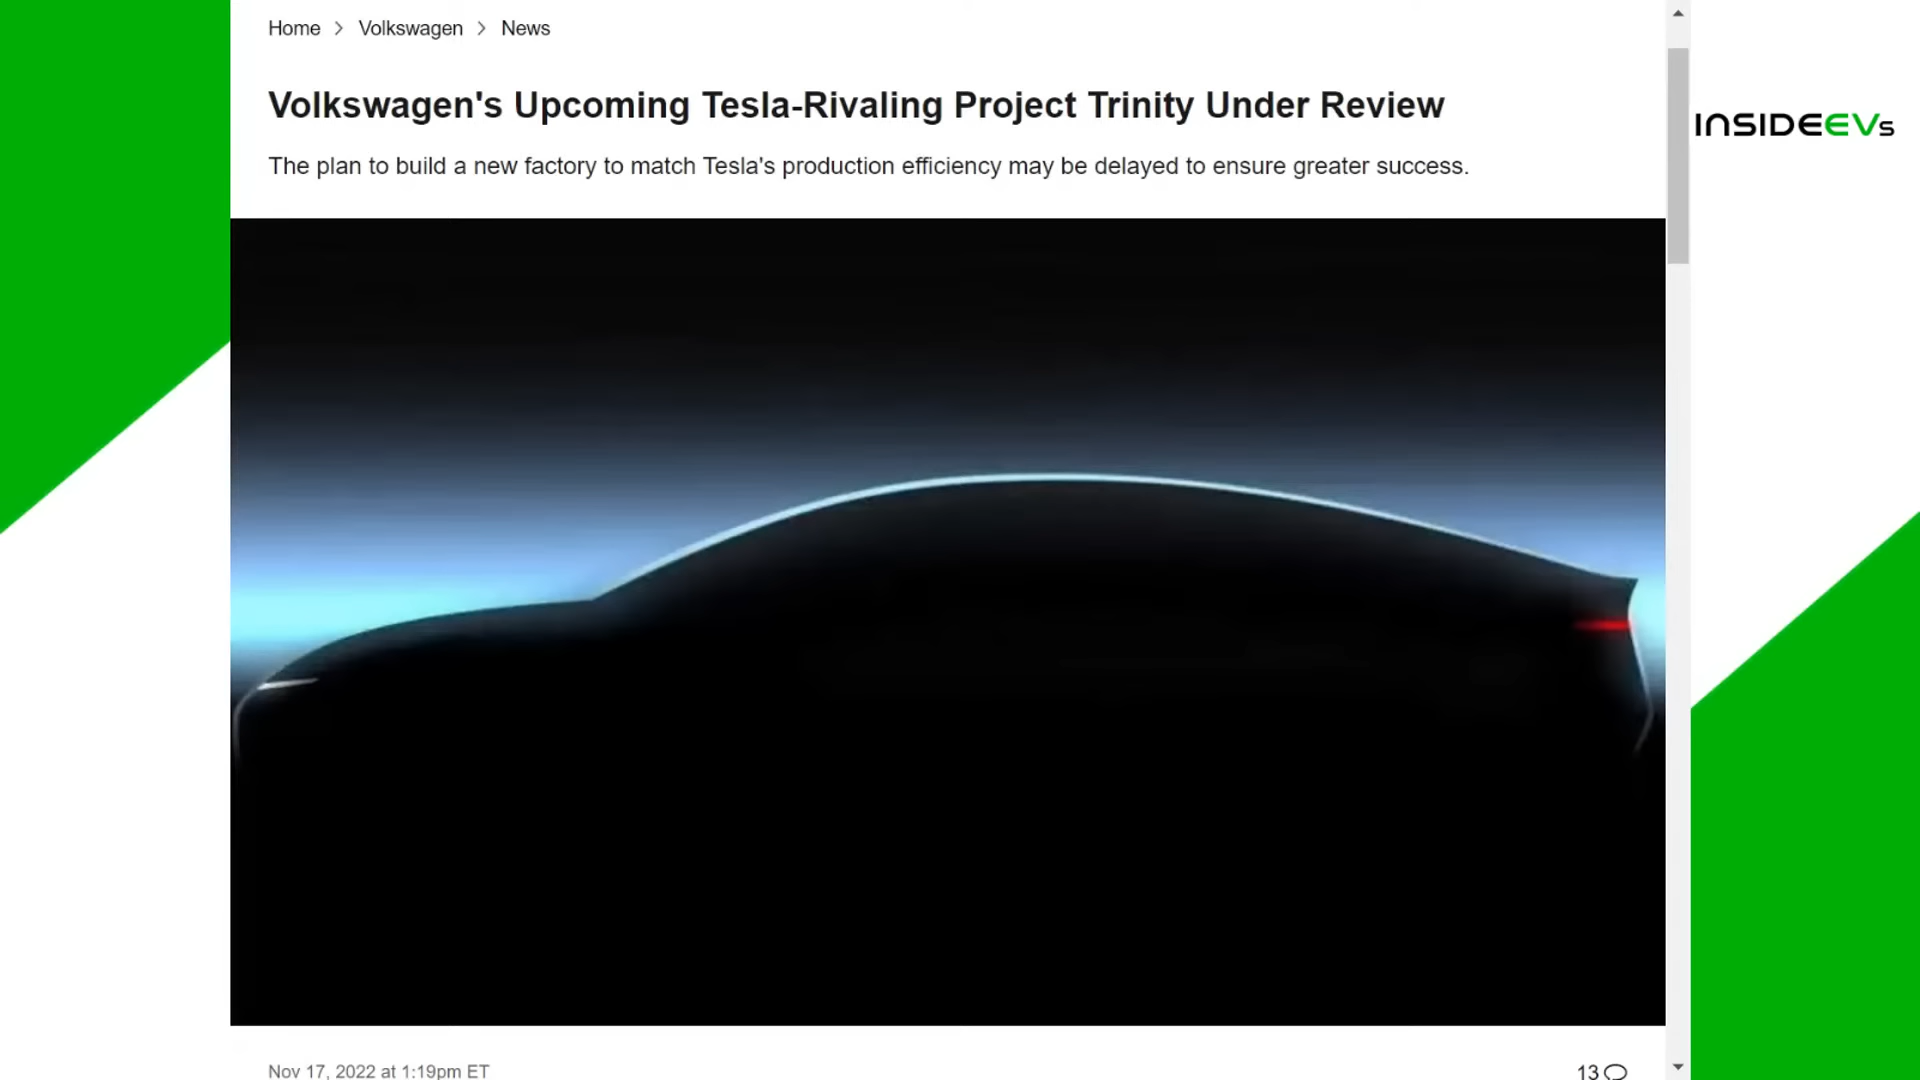 Home > Volkswagen > News
Volkswagen's Upcoming Tesla-Rivaling Project Trinity Under Review
INSIDEEVs
The plan to build a new factory to match Tesla's production efficiency may be delayed to ensure greater success.
Nov 17, 2022 at 1:19pm ET
13